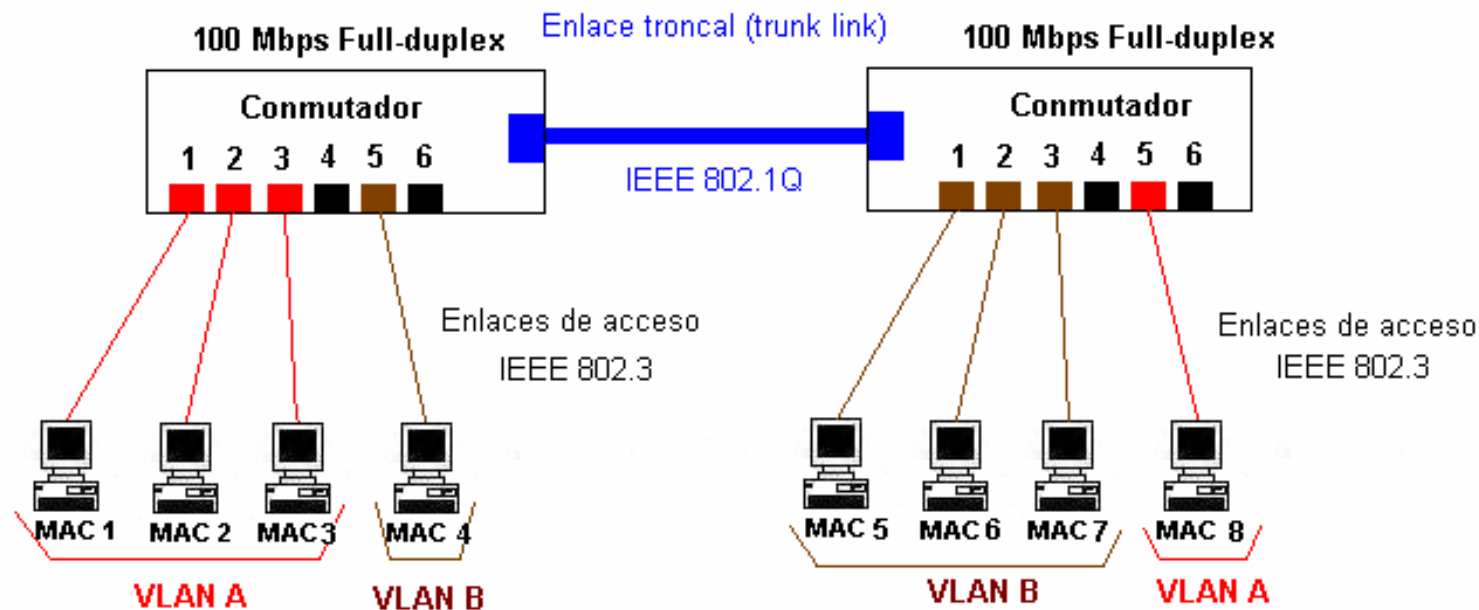 Enlace troncal (trunk link)
100 Mbps Full-duplex
100 Mbps Full-duplex
Conmutador
1 2 3 4 5 6
Conmutador
1 2 3 4 5 6
IEEE 802.1Q
Enlaces de acceso
IEEE 802.3
Enlaces de acceso
IEEE 802.3
MAC 1
MAC 2
MAC3
MAC 4
MAC 5
MAC 6
MAC 7
MAC 8
VLAN A
VLAN B
VLAN B
VLAN A